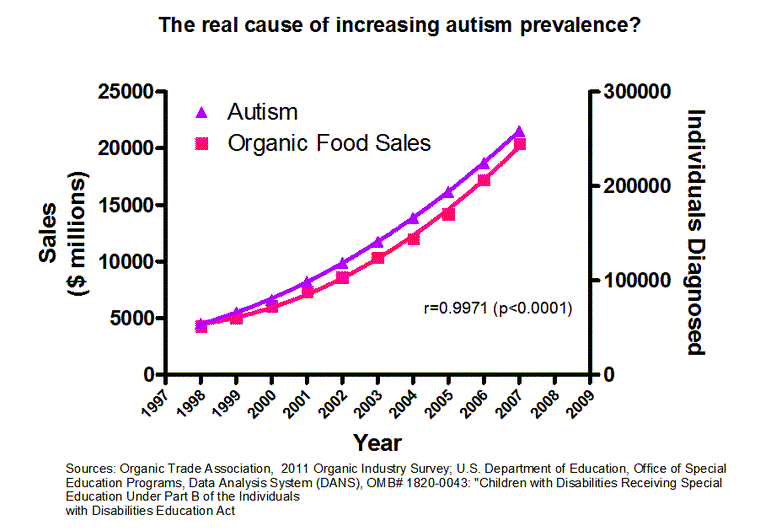 The real cause of increasing autism prevalence?
25000
20000
15000
10000
5000
0
Sales
($ millions)
Autism
Organic Food Sales
r=0.9971 (p<0.0001)
300000
200000
100000
0
Individuals Diagnosed
1997
1998
1999
2000
2001
2002
2003
2004
2005
2006
2007
2008
2009
Year
Sources: Organic Trade Association, 2011 Organic Industry Survey; U.S. Department of Education, Office of Special
Education Programs, Data Analysis System (DANS), OMB# 1820-0043: "Children with Disabilities Receiving Special
Education Under Part B of the Individuals
with Disabilities Education Act